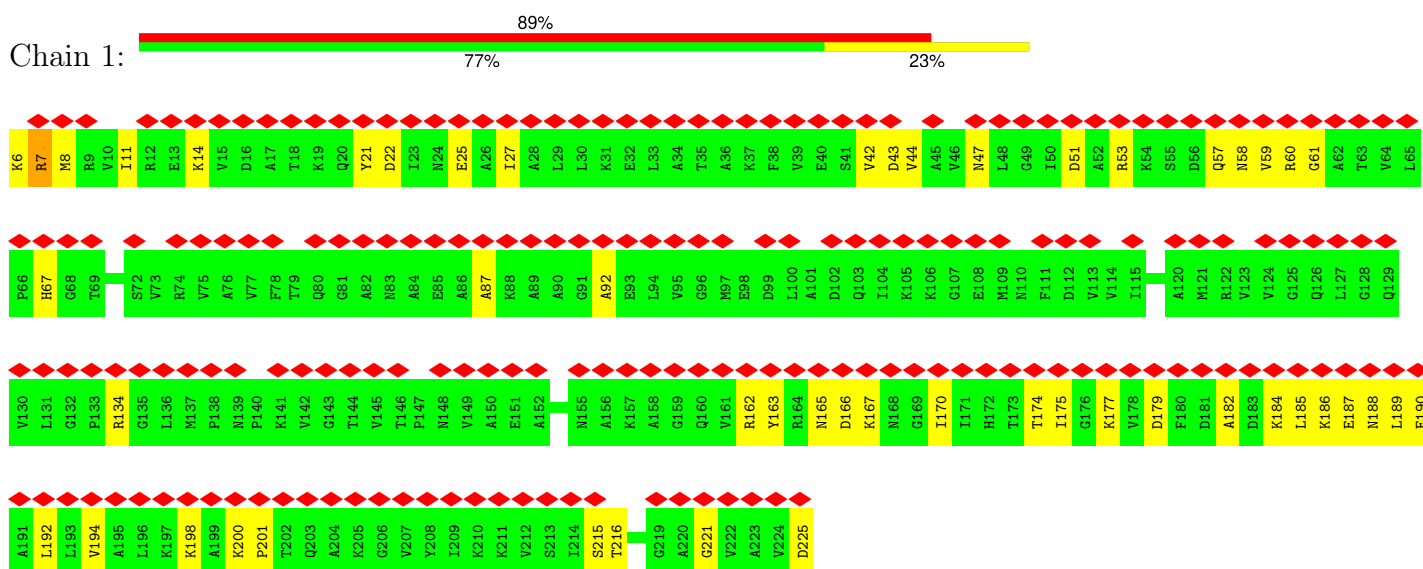 89%
Chain 1:
77% 23%
K6 R7 M8 R9 V10 I11 R12 E13 K14 V15 D16 A17 T18 K19 Q20 Y21 D22 I23 N24 E25 A26 I27 A28 L29 L30 K31 E32 L33 A34 T35 A36 K37 F38 V39 E40 S41 V42 D43 V44 A45 V46 N47 L48 G49 I50 D51 A52 R53 K54 S55 D56 Q57 N58 V59 R60 G61 A62 T63 V64 L65
P66 H67 G68 T69 S72 V73 R74 V75 A76 V77 F78 T79 Q80 G81 A82 N83 A84 E85 A86 A87 K88 A89 A90 G91 A92 E93 L94 V95 G96 M97 E98 D99 L100 A101 D102 Q103 I104 K105 K106 G107 E108 M109 N110 F111 D112 V113 V114 I115 A120 M121 R122 V123 V124 G125 Q126 L127 G128 Q129
V130 L131 G132 P133 R134 G135 L136 M137 P138 N139 P140 K141 V142 G143 T144 V145 T146 P147 N148 V149 A150 E151 A152 N155 A156 K157 A158 G159 Q160 V161 R162 Y163 R164 N165 D166 K167 N168 G169 I170 I171 H172 T173 T174 I175 G176 K177 V178 D179 F180 D181 A182 D183 K184 L185 K186 E187 N188 L189 E190
A191 L192 L193 V194 A195 L196 K197 K198 A199 K200 P201 T202 Q203 A204 K205 G206 V207 Y208 I209 K210 K211 V212 S213 I214 S215 T216 G219 A220 G221 V222 A223 V224 D225